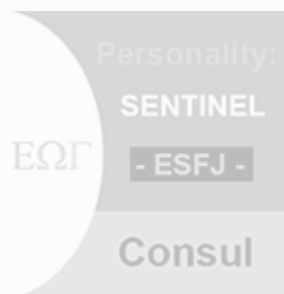 Personality:
SENTINEL
ΕΩΓ
- ESFJ -
Consul